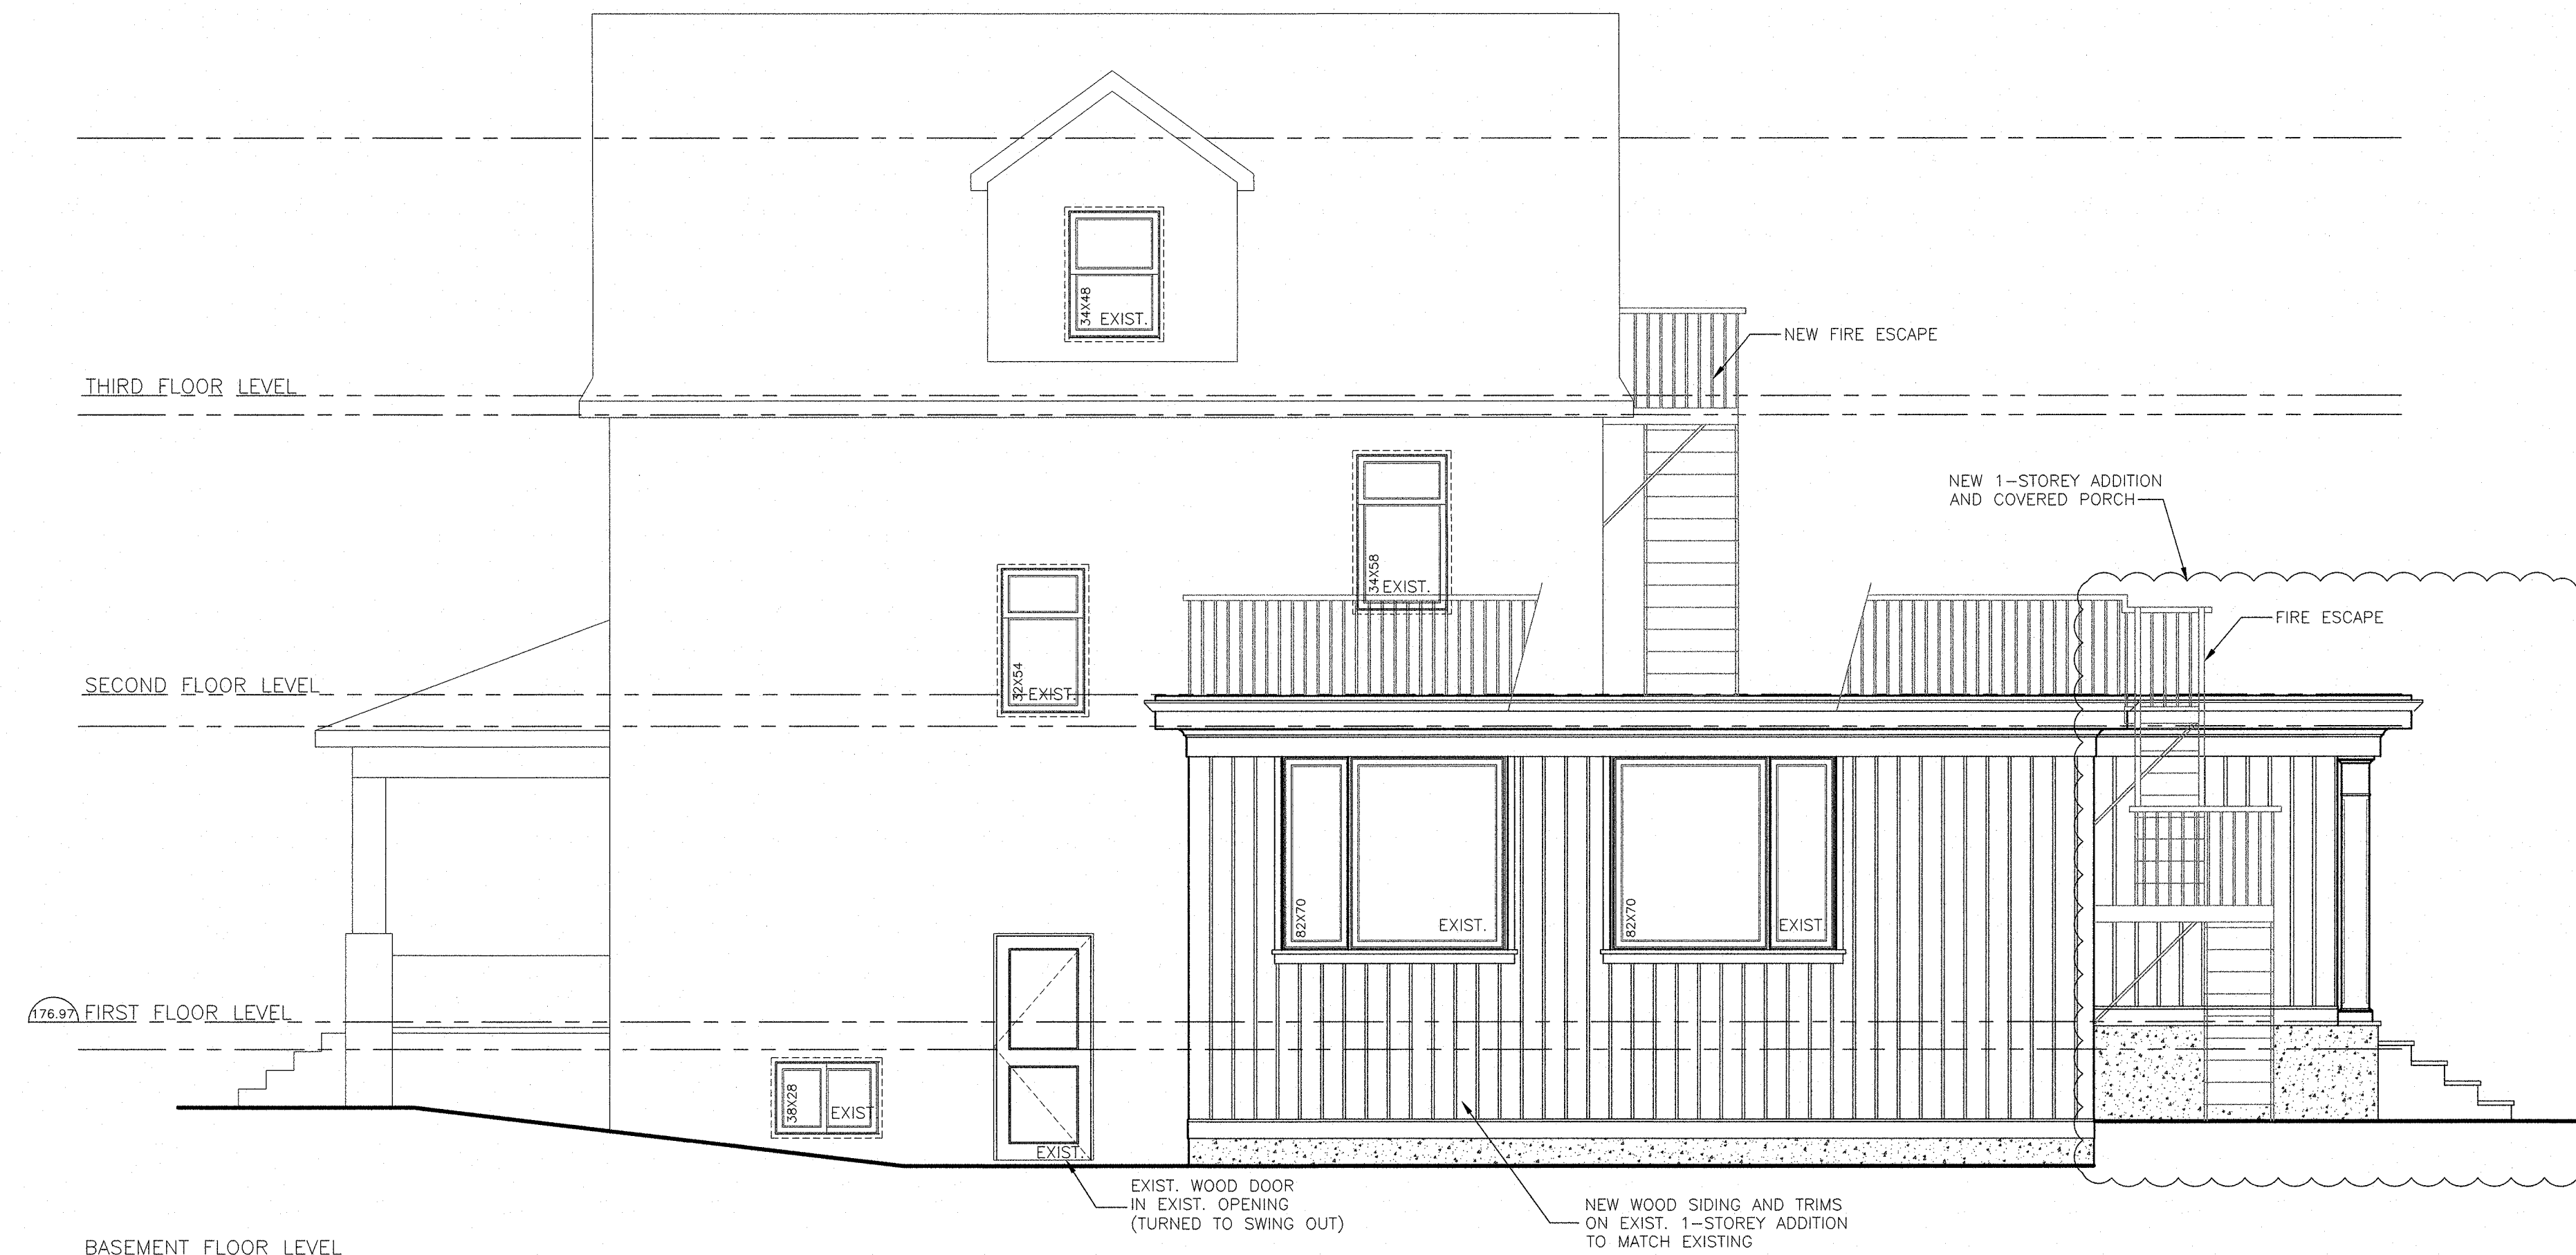 34X48
EXIST.
NEW FIRE ESCAPE
THIRD FLOOR LEVEL
NEW 1-STOREY ADDITION
AND COVERED PORCH
34X58
EXIST.
FIRE ESCAPE
32X54
EXIST.
SECOND FLOOR LEVEL
82X70
EXIST.
82X70
EXIST.
176.97
FIRST FLOOR LEVEL
38X28
EXIST
EXIST.
EXIST. WOOD DOOR
IN EXIST. OPENING
(TURNED TO SWING OUT)
NEW WOOD SIDING AND TRIMS
ON EXIST. 1-STOREY ADDITION
TO MATCH EXISTING
BASEMENT FLOOR LEVEL